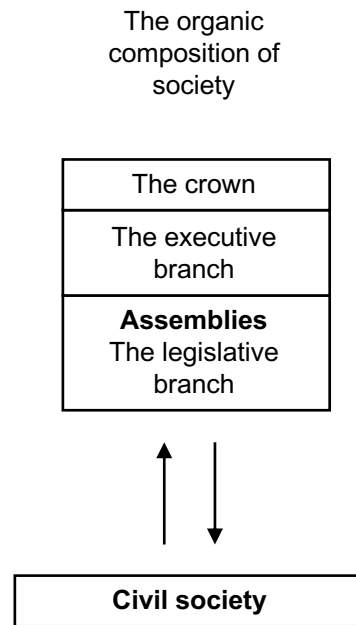 The organic
composition of
society
The crown
The executive
branch
Assemblies
The legislative
branch
Civil society